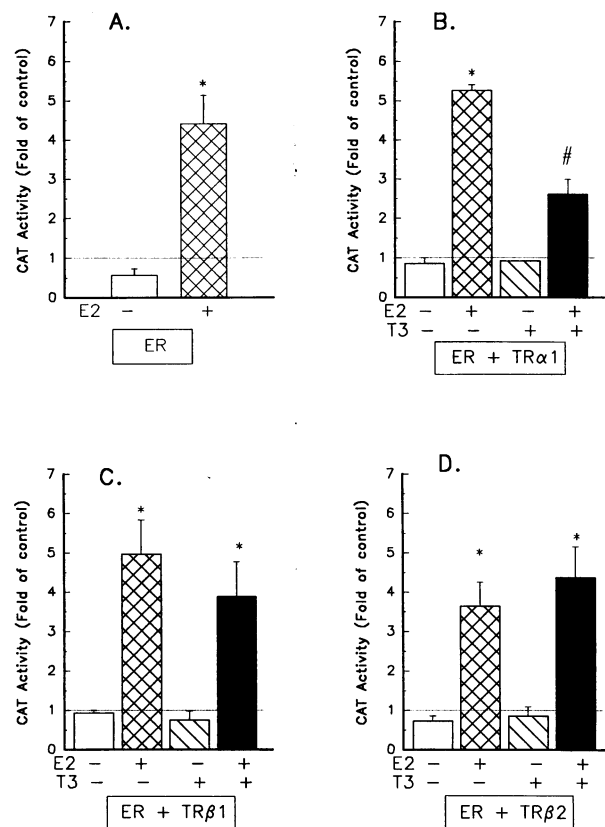 A.
CAT Activity (Fold of control)
7
6
5
4
3
2
1
0
*
E2 − +
ER
B.
CAT Activity (Fold of control)
7
6
5
4
3
2
1
0
*
#
E2 − + − +
T3 − − + +
ER + TRα1
C.
CAT Activity (Fold of control)
7
6
5
4
3
2
1
0
*
*
E2 − + − +
T3 − − + +
ER + TRβ1
D.
CAT Activity (Fold of control)
7
6
5
4
3
2
1
0
*
*
E2 − + − +
T3 − − + +
ER + TRβ2